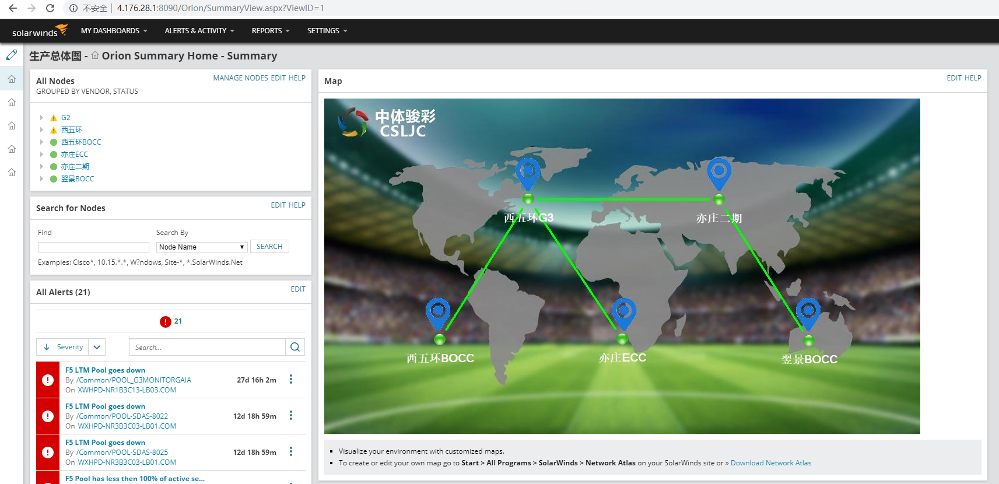 不安全 | 4.176.28.1:8090/Orion/SummaryView.aspx?ViewID=1
solarwinds MY DASHBOARDS ALERTS & ACTIVITY REPORTS SETTINGS
生产总体图 - Orion Summary Home - Summary
All Nodes MANAGE NODES EDIT HELP
GROUPED BY VENDOR, STATUS
G2
西五环
西五环BOCC
亦庄ECC
亦庄二期
翌景BOCC
Search for Nodes EDIT HELP
Find Search By
Node Name SEARCH
Examples: Cisco*, 10.15.*.*, W?ndows, Site-*, *.SolarWinds.Net
All Alerts (21) EDIT
21
Severity Search...
F5 LTM Pool goes down
By /Common/POOL_G3MONITORGAIA 27d 16h 2m
On XWHPD-NR1B3C13-LB03.COM
F5 LTM Pool goes down
By /Common/POOL-SDAS-8022 12d 18h 59m
On WXHPD-NR3B3C03-LB01.COM
F5 LTM Pool goes down
By /Common/POOL-SDAS-8025 12d 18h 59m
On WXHPD-NR3B3C03-LB01.COM
F5 Pool has less then 100% of active se...
Map EDIT HELP
中体骏彩
CSLJC
西五环G3 亦庄二期
西五环BOCC 亦庄ECC 翌景BOCC
Visualize your environment with customized maps.
To create or edit your own map go to Start > All Programs > SolarWinds > Network Atlas on your SolarWinds site or » Download Network Atlas